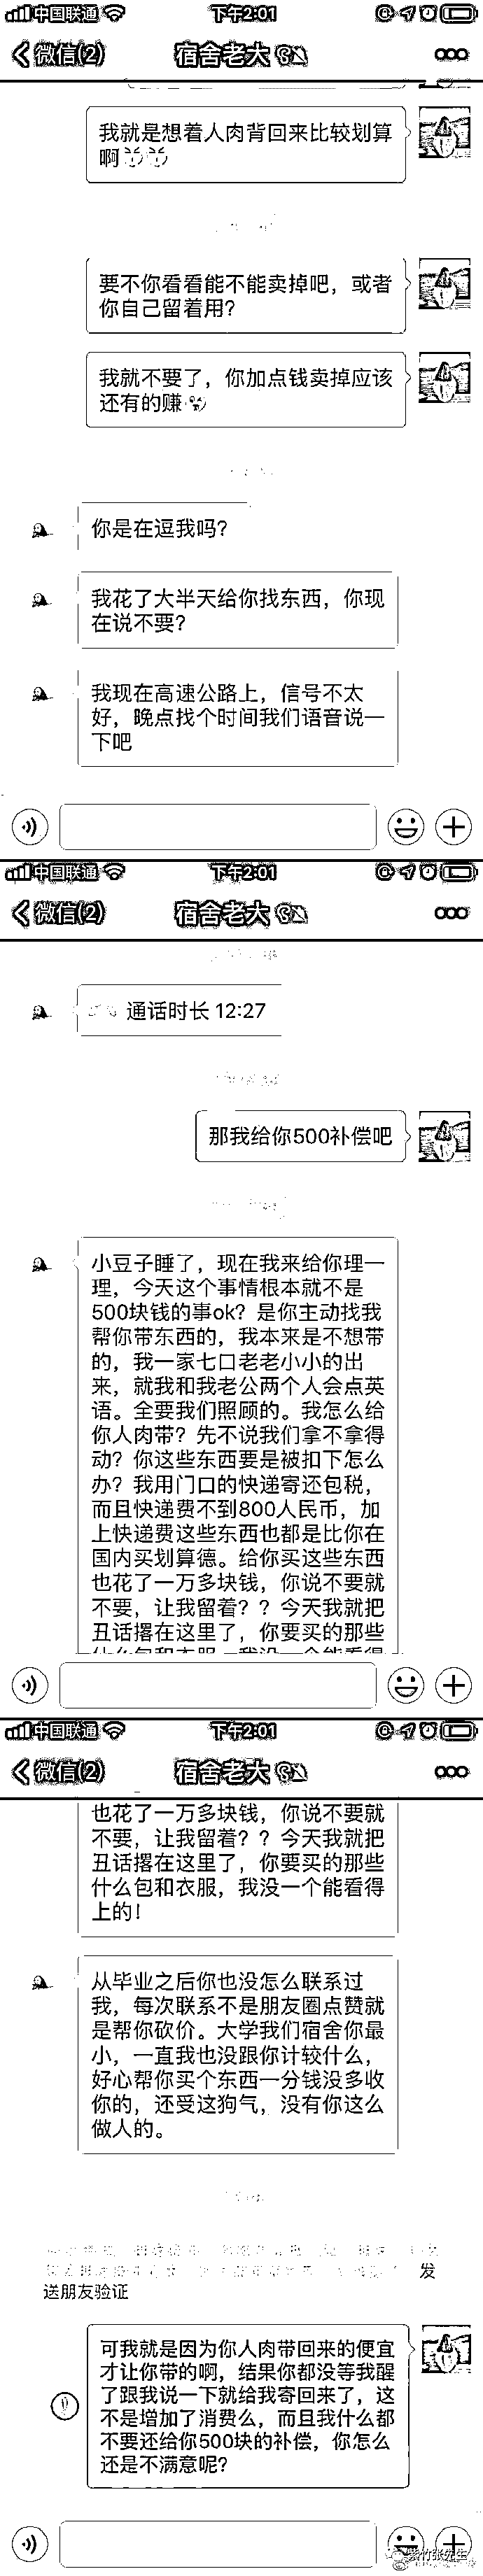 中国联通
下午2:01
微信(2)
宿舍老大
我就是想着人肉背回来比较划算
啊
要不你看看能不能卖掉吧，或者
你自己留着用？
我就不要了，你加点钱卖掉应该
还有的赚
你是在逗我吗？
我花了大半天给你找东西，你现
在说不要？
我现在高速公路上，信号不太
好，晚点找个时间我们语音说一
下吧
中国联通
下午2:01
微信(2)
宿舍老大
通话时长 12:27
那我给你500补偿吧
小豆子睡了，现在我来给你理一
理，今天这个事情根本就不是
500块钱的事ok？是你主动找我
帮你带东西的，我本来是不想带
的，我一家七口老老小小的出
来，就我和我老公两个人会点英
语。全要我们照顾的。我怎么给
你人肉带？先不说我们拿不拿得
动？你这些东西要是被扣下怎么
办？我用门口的快递寄还包税，
而且快递费不到800人民币，加
上快递费这些东西也都是比你在
国内买划算德。给你买这些东西
也花了一万多块钱，你说不要就
不要，让我留着？？今天我就把
丑话撂在这里了，你要买的那些
什么包和衣服，我没一个能看得
中国联通
下午2:01
微信(2)
宿舍老大
也花了一万多块钱，你说不要就
不要，让我留着？？今天我就把
丑话撂在这里了，你要买的那些
什么包和衣服，我没一个能看得
上的！
从毕业之后你也没怎么联系过
我，每次联系不是朋友圈点赞就
是帮你砍价。大学我们宿舍你最
小，一直我也没跟你计较什么，
好心帮你买个东西一分钱没多收
你的，还受这狗气，没有你这么
做人的。
发
送朋友验证
可我就是因为你人肉带回来的便宜
才让你带的啊，结果你都没等我醒
了跟我说一下就给我寄回来了，这
不是增加了消费么，而且我什么都
不要还给你500块的补偿，你怎么
还是不满意呢？
紫竹张先生